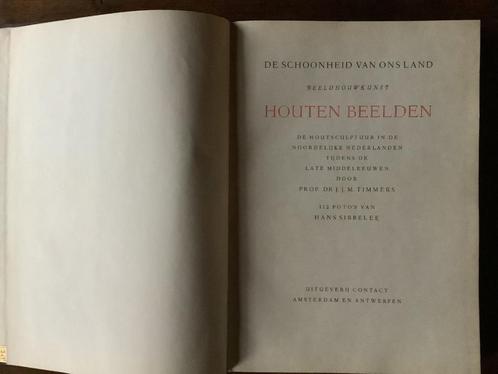 DE SCHOONHEID VAN ONS LAND
BEELDHOUWKUNST
HOUTEN BEELDEN
DE HOUTSCULPTUUR IN DE
NOORDELIJKE NEDERLANDEN
TIJDENS DE
LATE MIDDELEEUWEN
DOOR
PROF. DR J. J. M. TIMMERS
112 FOTO'S VAN
HANS SIBBELEE
UITGEVERIJ CONTACT
AMSTERDAM EN ANTWERPEN